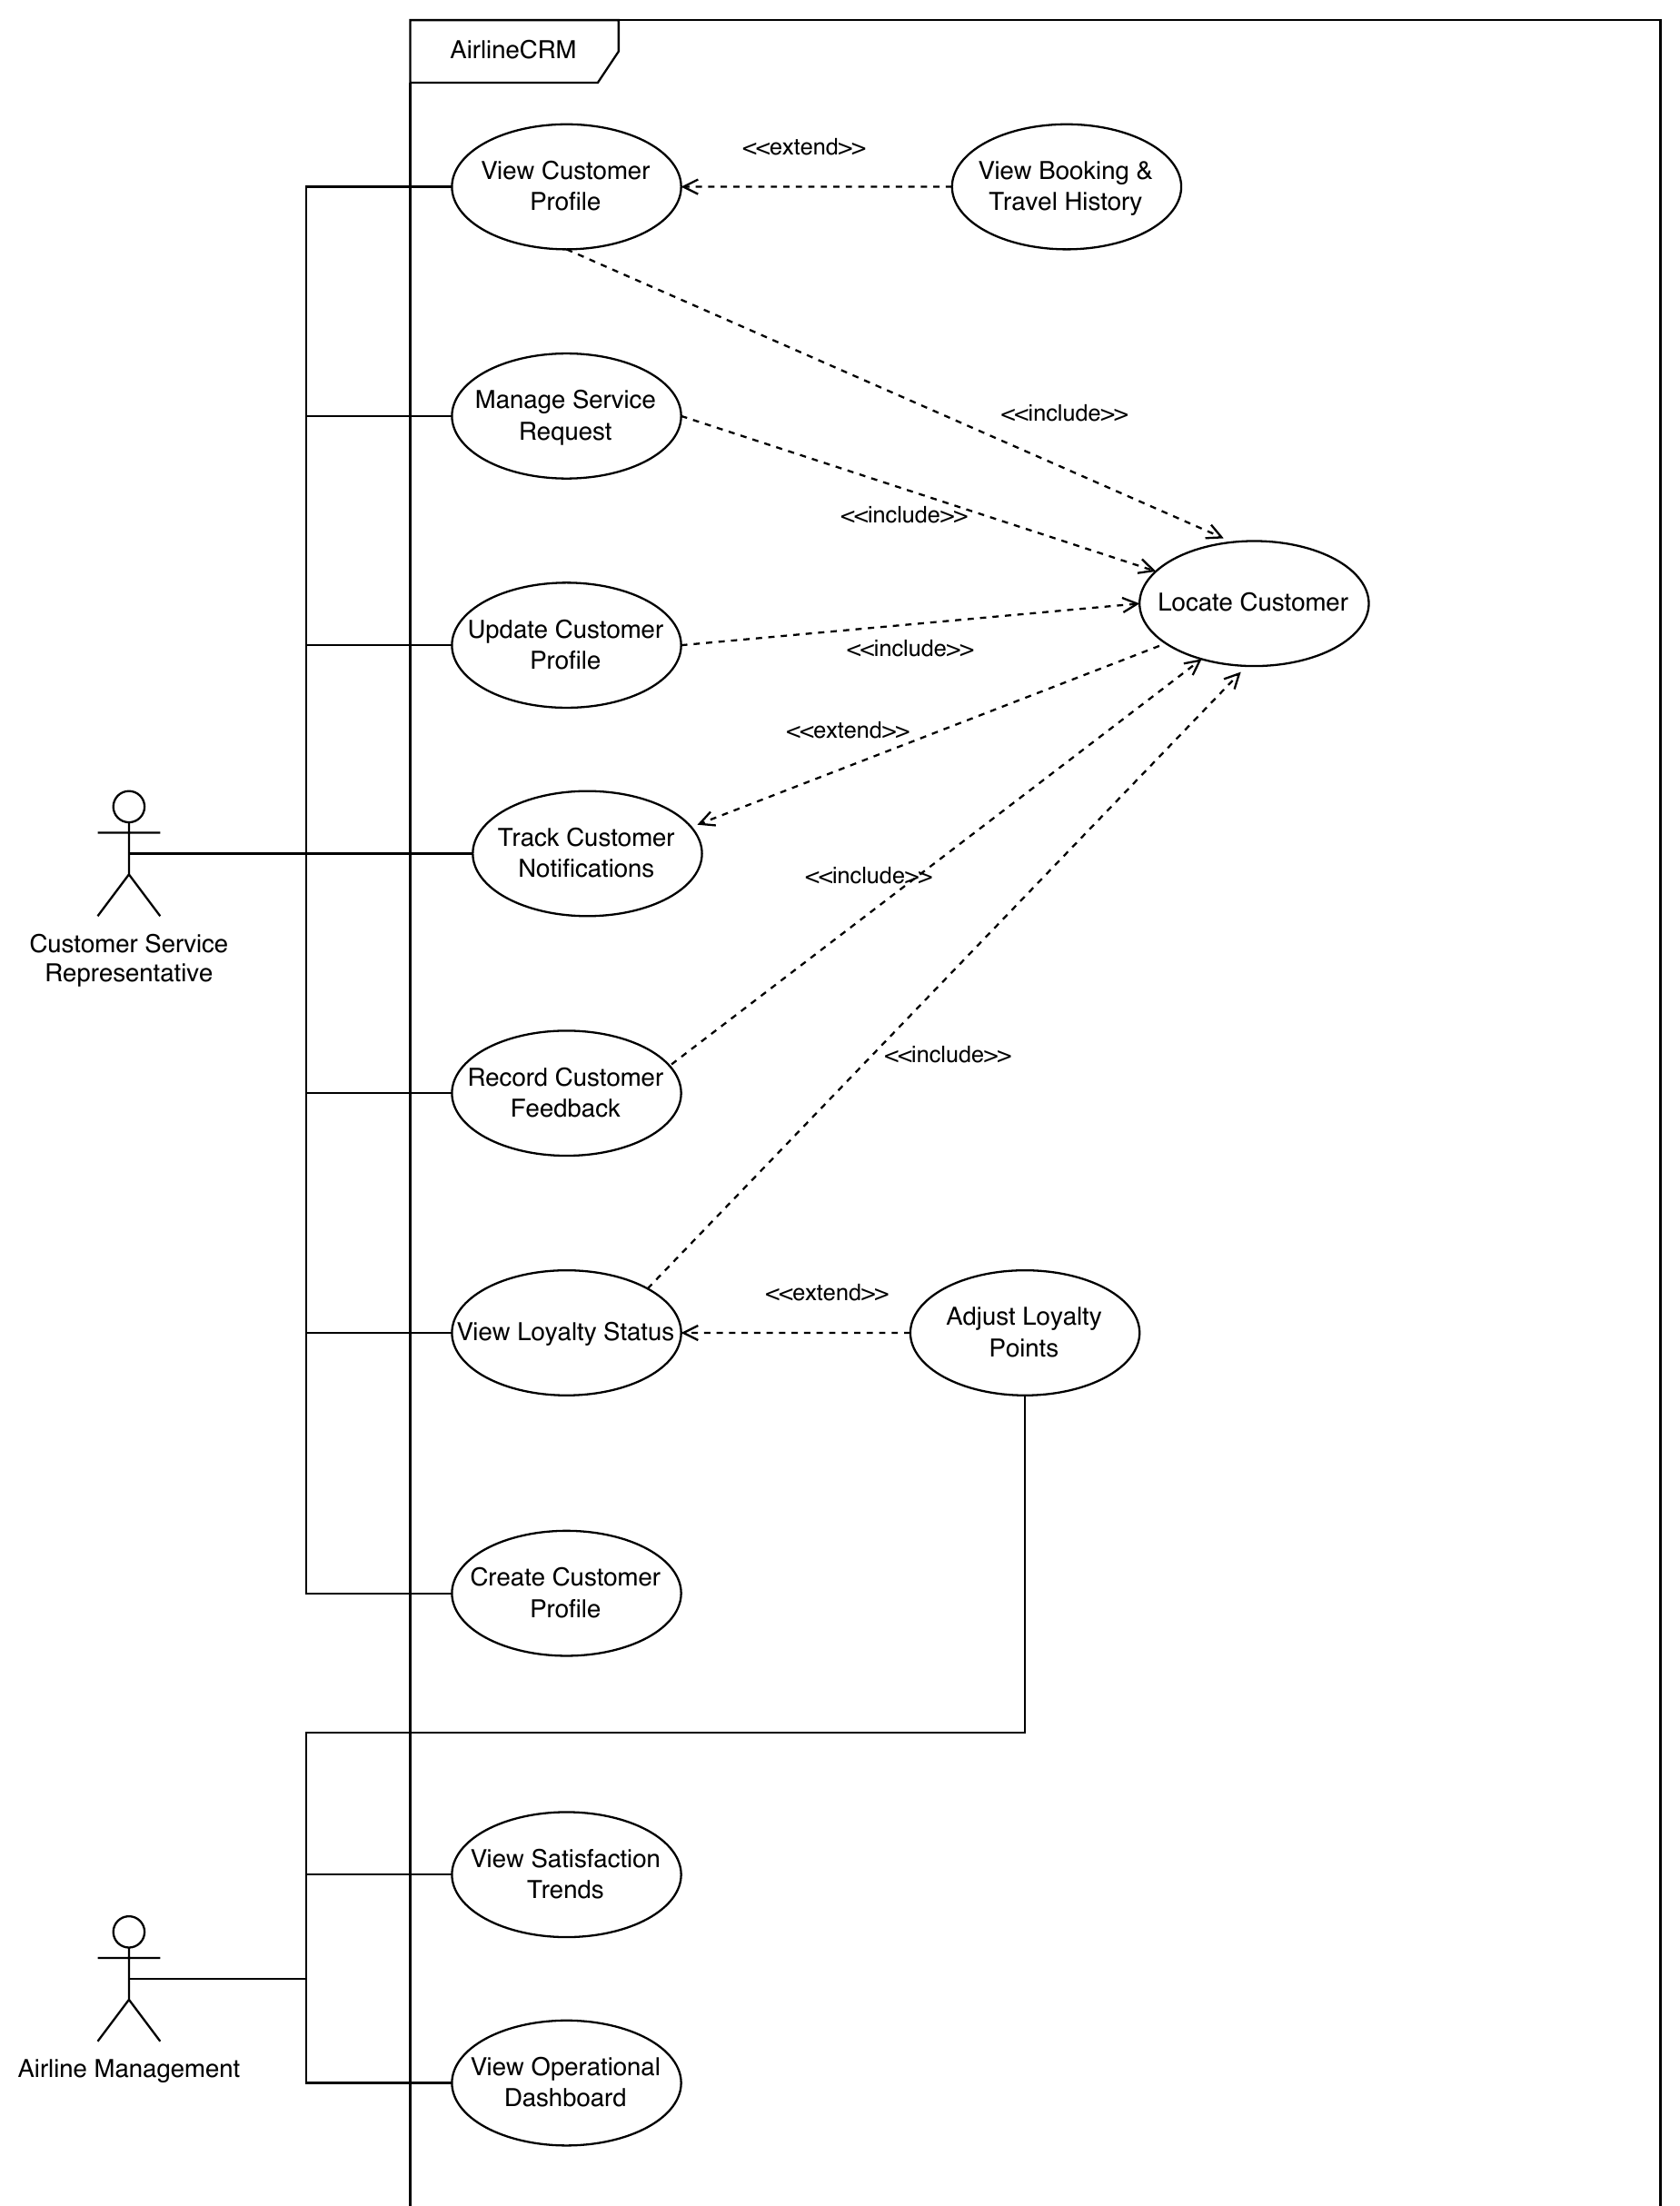 AirlineCRM
View Customer
Profile
<<extend>>
View Booking &
Travel History
Manage Service
Request
<<include>>
<<include>>
Locate Customer
Update Customer
Profile
<<include>>
<<extend>>
Track Customer
Notifications
<<include>>
Customer Service
Representative
Record Customer
Feedback
<<include>>
View Loyalty Status
<<extend>>
Adjust Loyalty
Points
Create Customer
Profile
View Satisfaction
Trends
Airline Management
View Operational
Dashboard